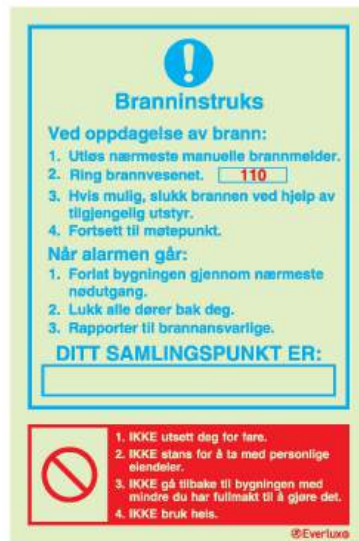 Branninstruks
Ved oppdagelse av brann:
1. Utløs nærmeste manuelle brannmelder.
2. Ring brannvesenet. 110
3. Hvis mulig, slukk brannen ved hjelp av
tilgjengelig utstyr.
4. Fortsett til møtepunkt.
Når alarmen går:
1. Forlat bygningen gjennom nærmeste
nødutgang.
2. Lukk alle dører bak deg.
3. Rapporter til brannansvarlige.
DITT SAMLINGSPUNKT ER:
1. IKKE utsett deg for fare.
2. IKKE stans for å ta med personlige
eiendeler.
3. IKKE gå tilbake til bygningen med
mindre du har fullmakt til å gjøre det.
4. IKKE bruk heis.
Everlux